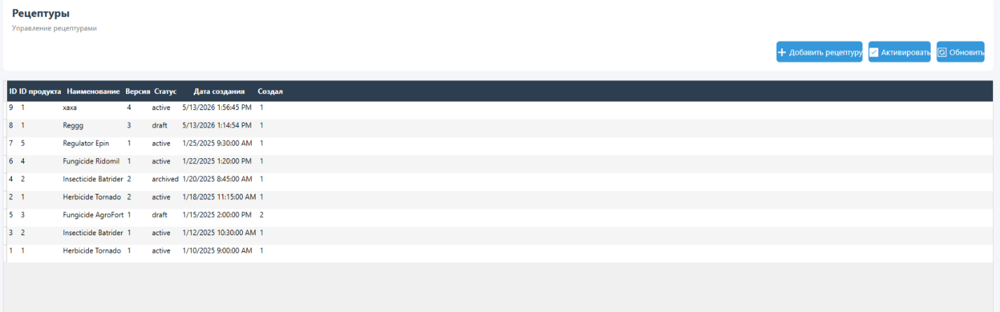 Рецептуры
Управление рецептурами
Добавить рецептуру Активировать Обновить
ID ID продукта Наименование Версия Статус Дата создания Создал
9 1 хаха 4 active 5/13/2026 1:56:45 PM 1
8 1 Reggg 3 draft 5/13/2026 1:14:54 PM 1
7 5 Regulator Epin 1 active 1/25/2025 9:30:00 AM 1
6 4 Fungicide Ridomil 1 active 1/22/2025 1:20:00 PM 1
4 2 Insecticide Batrider 2 archived 1/20/2025 8:45:00 AM 1
2 1 Herbicide Tornado 2 active 1/18/2025 11:15:00 AM 1
5 3 Fungicide AgroFort 1 draft 1/15/2025 2:00:00 PM 2
3 2 Insecticide Batrider 1 active 1/12/2025 10:30:00 AM 1
1 1 Herbicide Tornado 1 active 1/10/2025 9:00:00 AM 1